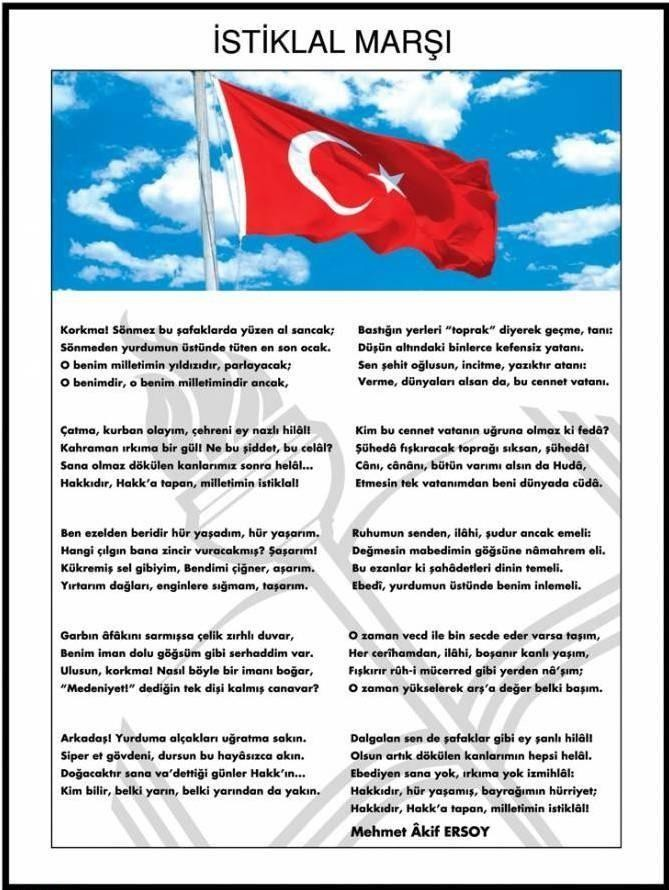 İSTİKLAL MARŞI
Korkma! Sönmez bu şafaklarda yüzen al sancak;
Sönmeden yurdumun üstünde tüten en son ocak.
O benim milletimin yıldızıdır, parlayacak;
O benimdir, o benim milletimindir ancak,
Çatma, kurban olayım, çehreni ey nazlı hilâl!
Kahraman ırkıma bir gül! Ne bu şiddet, bu celâl?
Sana olmaz dökülen kanlarımız sonra helâl...
Hakkıdır, Hakk'a tapan, milletimin istiklal!
Ben ezelden beridir hür yaşadım, hür yaşarım.
Hangi çılgın bana zincir vuracakmış? Şaşarım!
Kükremiş sel gibiyim, Bendimi çiğner, aşarım.
Yırtarım dağları, enginlere sığmam, taşarım.
Garbın âfâkını sarmışsa çelik zırhlı duvar,
Benim iman dolu göğsüm gibi serhaddim var.
Ulusun, korkma! Nasıl böyle bir imanı boğar,
"Medeniyet!" dediğin tek dişi kalmış canavar?
Arkadaş! Yurduma alçakları uğratma sakın.
Siper et gövdeni, dursun bu hayâsızca akın.
Doğacaktır sana va'dettiği günler Hakk'ın...
Kim bilir, belki yarın, belki yarından da yakın.
Bastığın yerleri "toprak" diyerek geçme, tanı:
Düşün altındaki binlerce kefensiz yatanı.
Sen şehit oğlusun, incitme, yazıktır atanı:
Verme, dünyaları alsan da, bu cennet vatanı.
Kim bu cennet vatanın uğruna olmaz ki fedâ?
Şühedâ fışkıracak toprağı sıksan, şühedâ!
Cânı, cânânı, bütün varımı alsın da Hudâ,
Etmesin tek vatanımdan beni dünyada cüdâ.
Ruhumun senden, ilâhi, şudur ancak emeli:
Değmesin mabedimin göğsüne nâmahrem eli.
Bu ezanlar ki şahâdetleri dinin temeli.
Ebedî, yurdumun üstünde benim inlemeli.
O zaman vecd ile bin secde eder varsa taşım,
Her cerîhamdan, ilâhi, boşanır kanlı yaşım,
Fışkırır rûh-i mücerred gibi yerden nâ'şım;
O zaman yükselerek arş'a değer belki başım.
Dalgalan sen de şafaklar gibi ey şanlı hilâl!
Olsun artık dökülen kanlarımın hepsi helâl.
Ebediyen sana yok, ırkıma yok izmihlâl:
Hakkıdır, hür yaşamış, bayrağımın hürriyet;
Hakkıdır, Hakk'a tapan, milletimin istiklâl!
Mehmet Âkif ERSOY